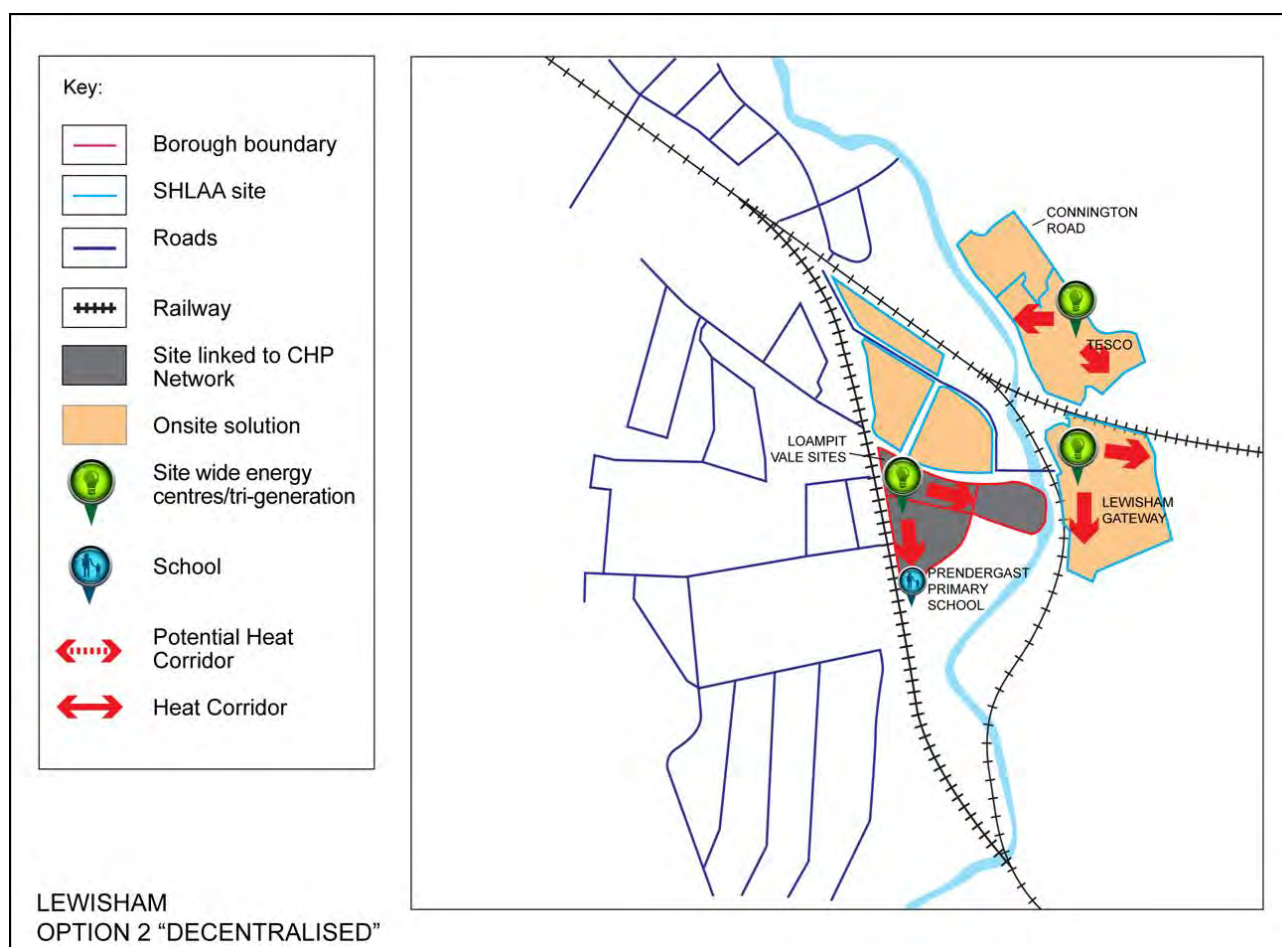 Key:
Borough boundary
SHLAA site
Roads
Railway
Site linked to CHP
Network
Onsite solution
Site wide energy
centres/tri-generation
School
Potential Heat
Corridor
Heat Corridor
CONNINGTON
ROAD
TESCO
LOAMPIT
VALE SITES
LEWISHAM
GATEWAY
PRENDERGAST
PRIMARY
SCHOOL
LEWISHAM
OPTION 2 “DECENTRALISED”